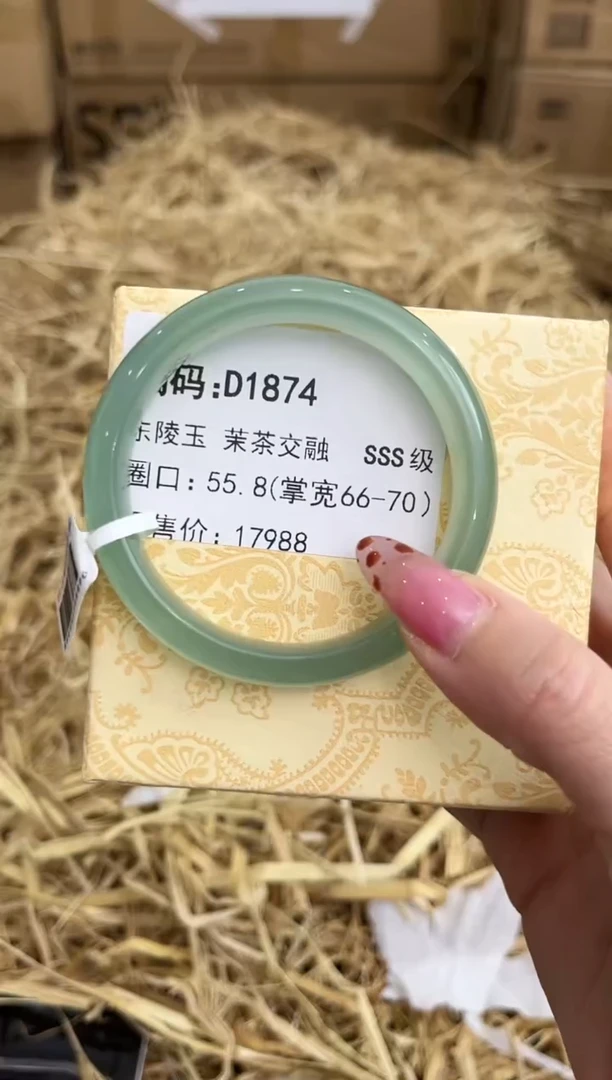 码:D1874
东陵玉 茉茶交融 SSS级
圈口:55.8(掌宽66-70)
售价:17988